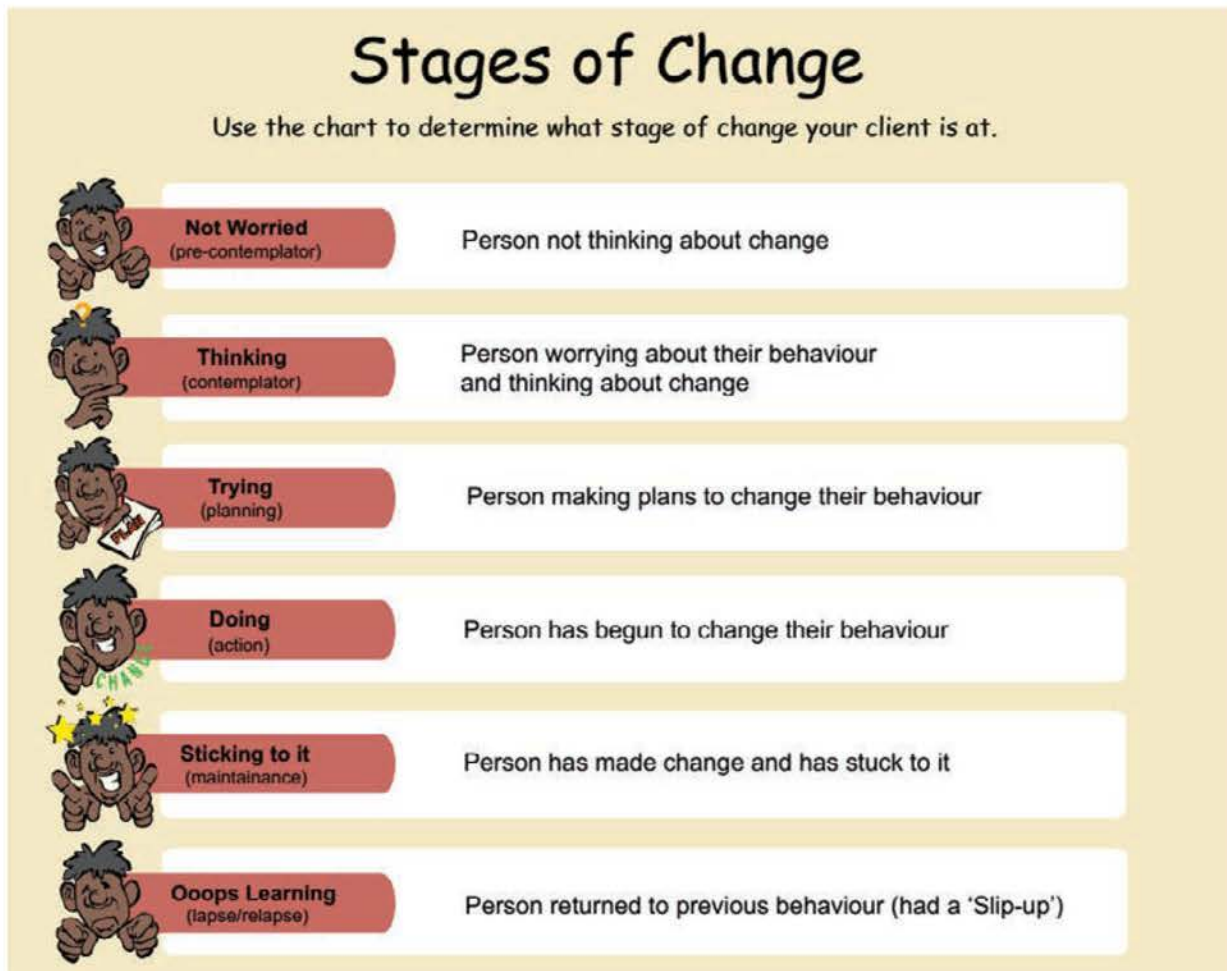 Stages of Change
Use the chart to determine what stage of change your client is at.
Not Worried
(pre-contemplator)
Person not thinking about change
?
Thinking
(contemplator)
Person worrying about their behaviour
and thinking about change
Trying
(planning)
PLAN
Person making plans to change their behaviour
Doing
(action)
CHANGE
Person has begun to change their behaviour
Sticking to it
(maintainance)
Person has made change and has stuck to it
Ooops Learning
(lapse/relapse)
Person returned to previous behaviour (had a ‘Slip-up’)